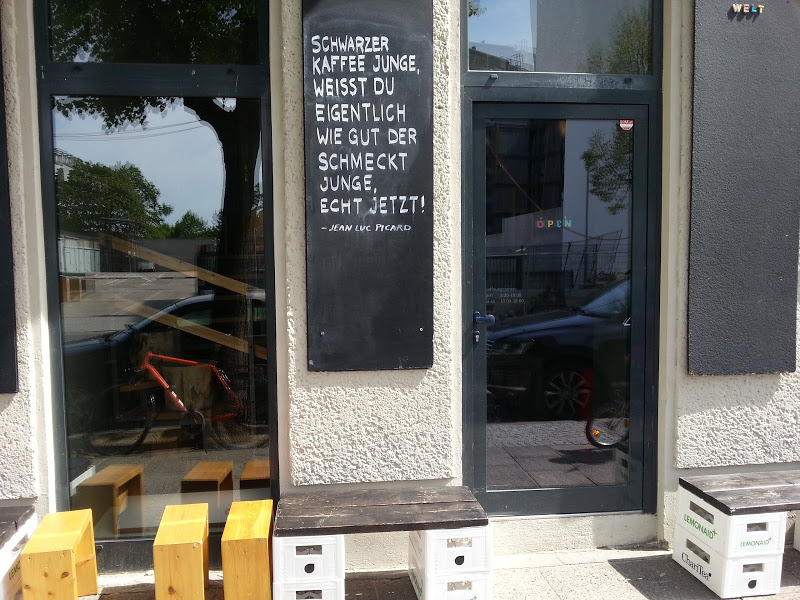 SCHWARZER
KAFFEE JUNGE,
WEISST DU
EIGENTLICH
WIE GUT DER
SCHMECKT
JUNGE,
ECHT JETZT!
- JEAN LUC PICARD
WELT
OPEN
LEMONAID+
LEMONAID+
ChariTea